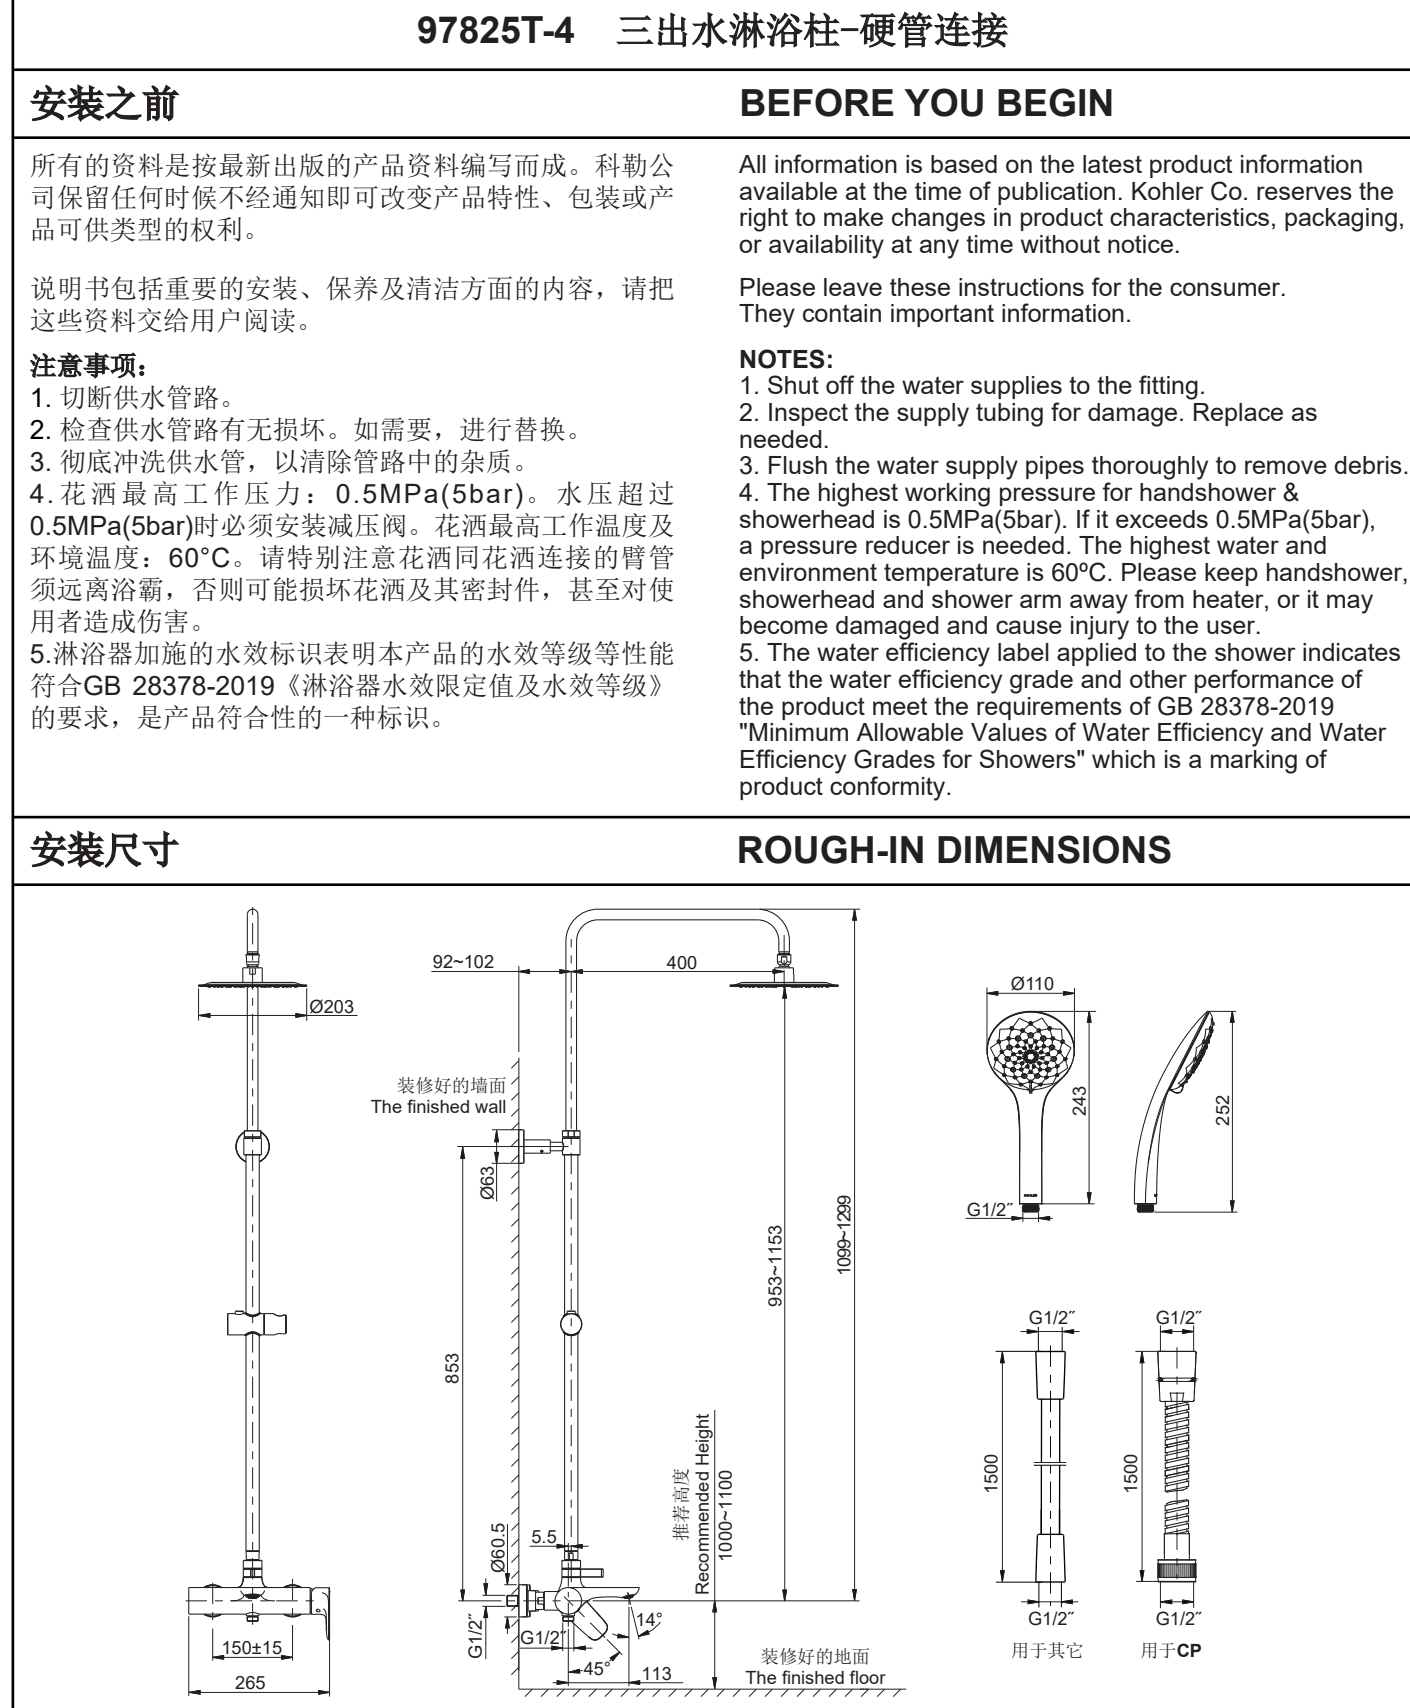 97825T-4 三出水淋浴柱-硬管连接
安装之前
BEFORE YOU BEGIN
所有的资料是按最新出版的产品资料编写而成。科勒公
司保留任何时候不经通知即可改变产品特性、包装或产
品可供类型的权利。
说明书包括重要的安装、保养及清洁方面的内容，请把
这些资料交给用户阅读。
注意事项：
1. 切断供水管路。
2. 检查供水管路有无损坏。如需要，进行替换。
3. 彻底冲洗供水管，以清除管路中的杂质。
4.花洒最高工作压力：0.5MPa(5bar)。水压超过
0.5MPa(5bar)时必须安装减压阀。花洒最高工作温度及
环境温度：60°C。请特别注意花洒同花洒连接的臂管
须远离浴霸，否则可能损坏花洒及其密封件，甚至对使
用者造成伤害。
5.淋浴器加施的水效标识表明本产品的水效等级等性能
符合GB 28378-2019《淋浴器水效限定值及水效等级》
的要求，是产品符合性的一种标识。
All information is based on the latest product information
available at the time of publication. Kohler Co. reserves the
right to make changes in product characteristics, packaging,
or availability at any time without notice.
Please leave these instructions for the consumer.
They contain important information.
NOTES:
1. Shut off the water supplies to the fitting.
2. Inspect the supply tubing for damage. Replace as
needed.
3. Flush the water supply pipes thoroughly to remove debris.
4. The highest working pressure for handshower &
showerhead is 0.5MPa(5bar). If it exceeds 0.5MPa(5bar),
a pressure reducer is needed. The highest water and
environment temperature is 60ºC. Please keep handshower,
showerhead and shower arm away from heater, or it may
become damaged and cause injury to the user.
5. The water efficiency label applied to the shower indicates
that the water efficiency grade and other performance of
the product meet the requirements of GB 28378-2019
"Minimum Allowable Values of Water Efficiency and Water
Efficiency Grades for Showers" which is a marking of
product conformity.
安装尺寸
ROUGH-IN DIMENSIONS
Ø203
150±15
265
92~102
400
装修好的墙面
The finished wall
Ø63
853
953~1153
1099~1299
推荐高度
Recommended Height
1000~1100
Ø60.5
5.5
G1/2″
G1/2″
14°
45°
113
装修好的地面
The finished floor
Ø110
243
252
KOHLER
G1/2″
G1/2″
1500
G1/2″
用于其它
G1/2″
1500
G1/2″
用于CP